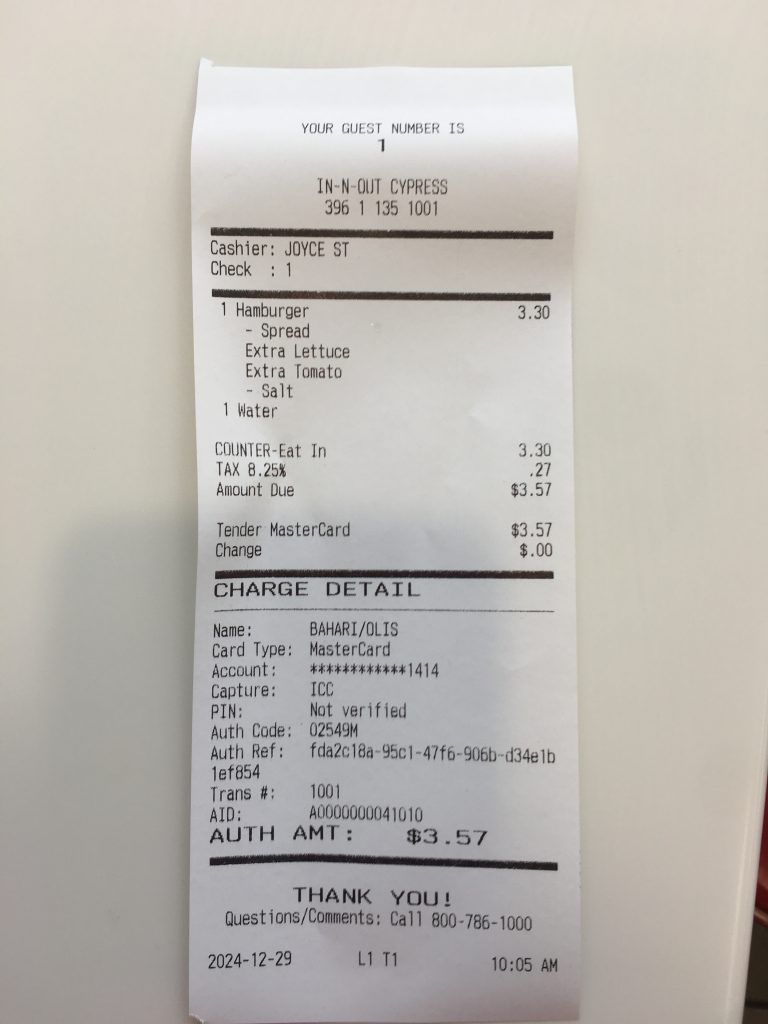 YOUR GUEST NUMBER IS
1
IN-N-OUT CYPRESS
396 1 135 1001
Cashier: JOYCE ST
Check : 1
1 Hamburger 3.30
- Spread
Extra Lettuce
Extra Tomato
- Salt
1 Water
COUNTER-Eat In 3.30
TAX 8.25% .27
Amount Due $3.57
Tender MasterCard $3.57
Change $.00
CHARGE DETAIL
Name: BAHARI/OLIS
Card Type: MasterCard
Account: ************1414
Capture: ICC
PIN: Not verified
Auth Code: 02549M
Auth Ref: fda2c18a-95c1-47f6-906b-d34e1b
1ef854
Trans #: 1001
AID: A0000000041010
AUTH AMT: $3.57
THANK YOU!
Questions/Comments: Call 800-786-1000
2024-12-29 L1 T1 10:05 AM